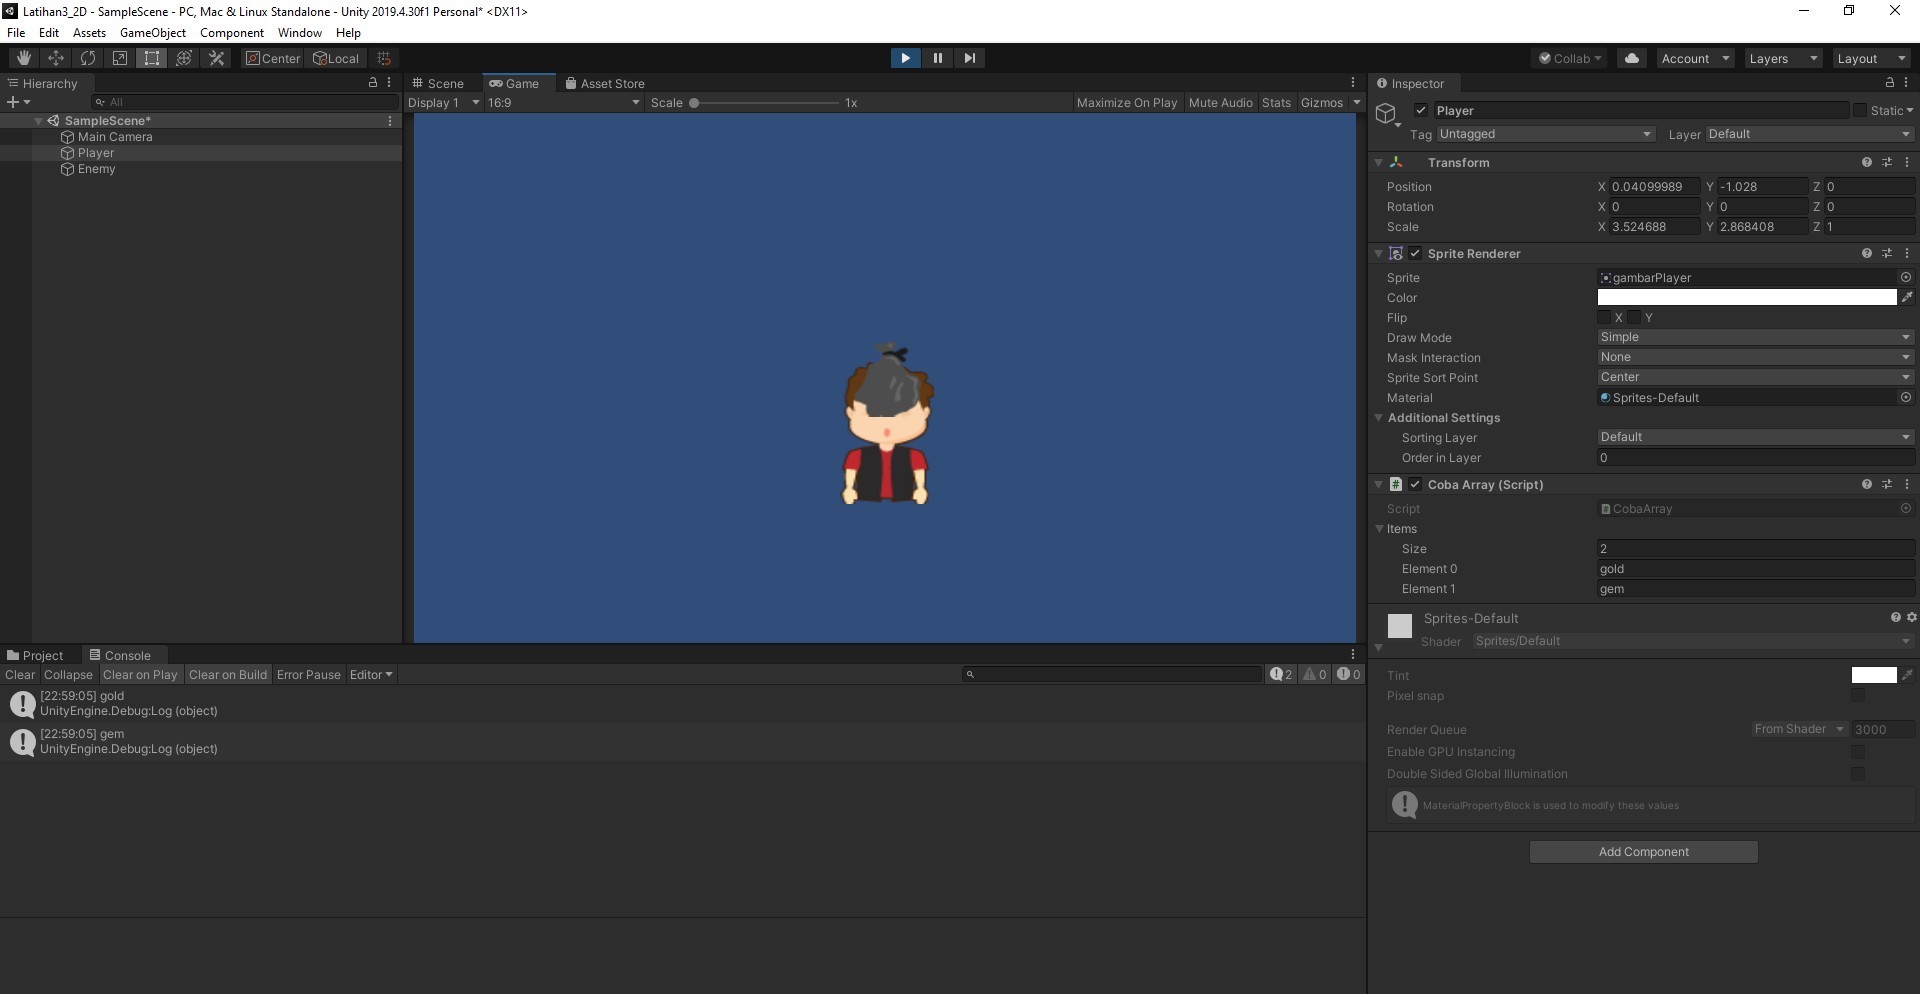 Latihan3_2D - SampleScene - PC, Mac & Linux Standalone - Unity 2019.4.30f1 Personal* <DX11>
File Edit Assets GameObject Component Window Help
Center Local Collab Account Layers Layout
Hierarchy
All
SampleScene*
Main Camera
Player
Enemy
Scene Game Asset Store
Display 1 16:9 Scale 1x Maximize On Play Mute Audio Stats Gizmos
Inspector
Player Static
Tag Untagged Layer Default
Transform
Position X 0.04099989 Y -1.028 Z 0
Rotation X 0 Y 0 Z 0
Scale X 3.524688 Y 2.868408 Z 1
Sprite Renderer
Sprite gambarPlayer
Color
Flip X Y
Draw Mode Simple
Mask Interaction None
Sprite Sort Point Center
Material Sprites-Default
Additional Settings
Sorting Layer Default
Order in Layer 0
Coba Array (Script)
Script CobaArray
Items
Size 2
Element 0 gold
Element 1 gem
Sprites-Default
Shader Sprites/Default
Tint
Pixel snap
Render Queue From Shader 3000
Enable GPU Instancing
Double Sided Global Illumination
MaterialPropertyBlock is used to modify these values
Add Component
Project Console
Clear Collapse Clear on Play Clear on Build Error Pause Editor 2 0 0
[22:59:05] gold
UnityEngine.Debug:Log (object)
[22:59:05] gem
UnityEngine.Debug:Log (object)